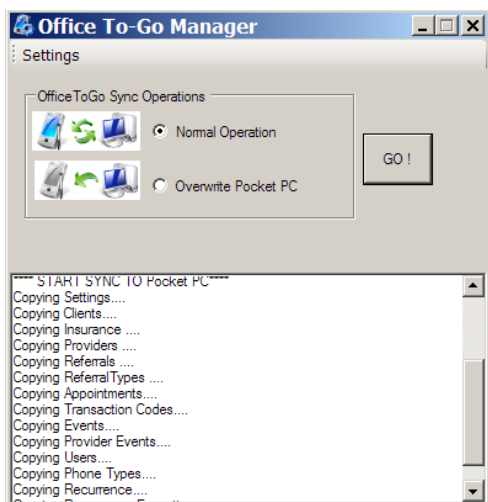 Office To-Go Manager
Settings
OfficeToGo Sync Operations
Normal Operation
GO !
Overwrite Pocket PC
**** START SYNC TO Pocket PC****
Copying Settings....
Copying Clients....
Copying Insurance ....
Copying Providers ....
Copying Referrals ....
Copying ReferralTypes ....
Copying Appointments....
Copying Transaction Codes....
Copying Events....
Copying Provider Events....
Copying Users....
Copying Phone Types....
Copying Recurrence....